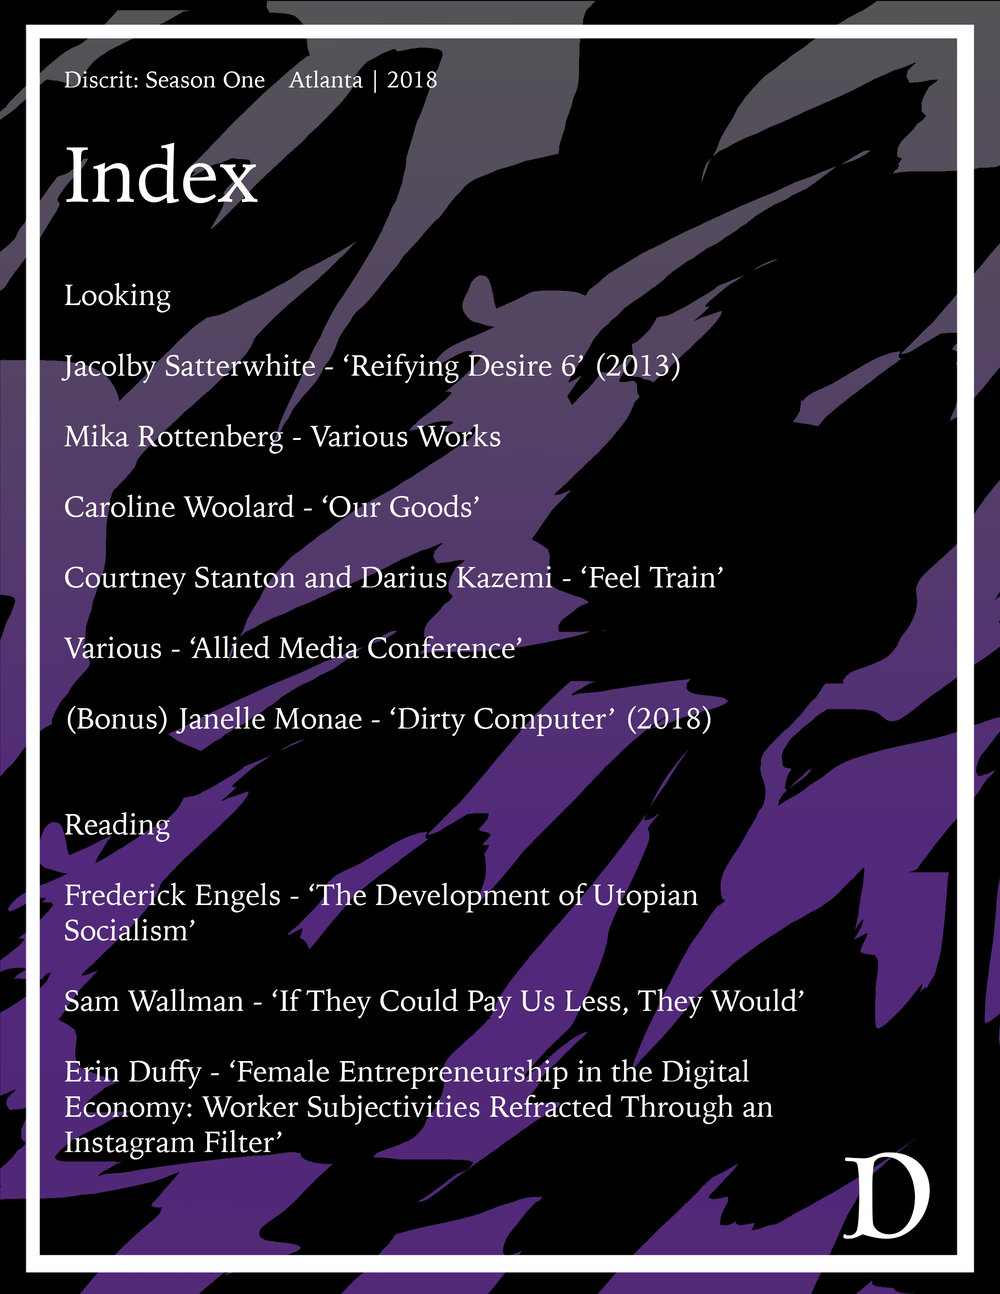 Discrit: Season One Atlanta | 2018
Index
Looking
Jacolby Satterwhite - ‘Reifying Desire 6’ (2013)
Mika Rottenberg - Various Works
Caroline Woolard - ‘Our Goods’
Courtney Stanton and Darius Kazemi - ‘Feel Train’
Various - ‘Allied Media Conference’
(Bonus) Janelle Monae - ‘Dirty Computer’ (2018)
Reading
Frederick Engels - ‘The Development of Utopian
Socialism’
Sam Wallman - ‘If They Could Pay Us Less, They Would’
Erin Duffy - ‘Female Entrepreneurship in the Digital
Economy: Worker Subjectivities Refracted Through an
Instagram Filter’
D